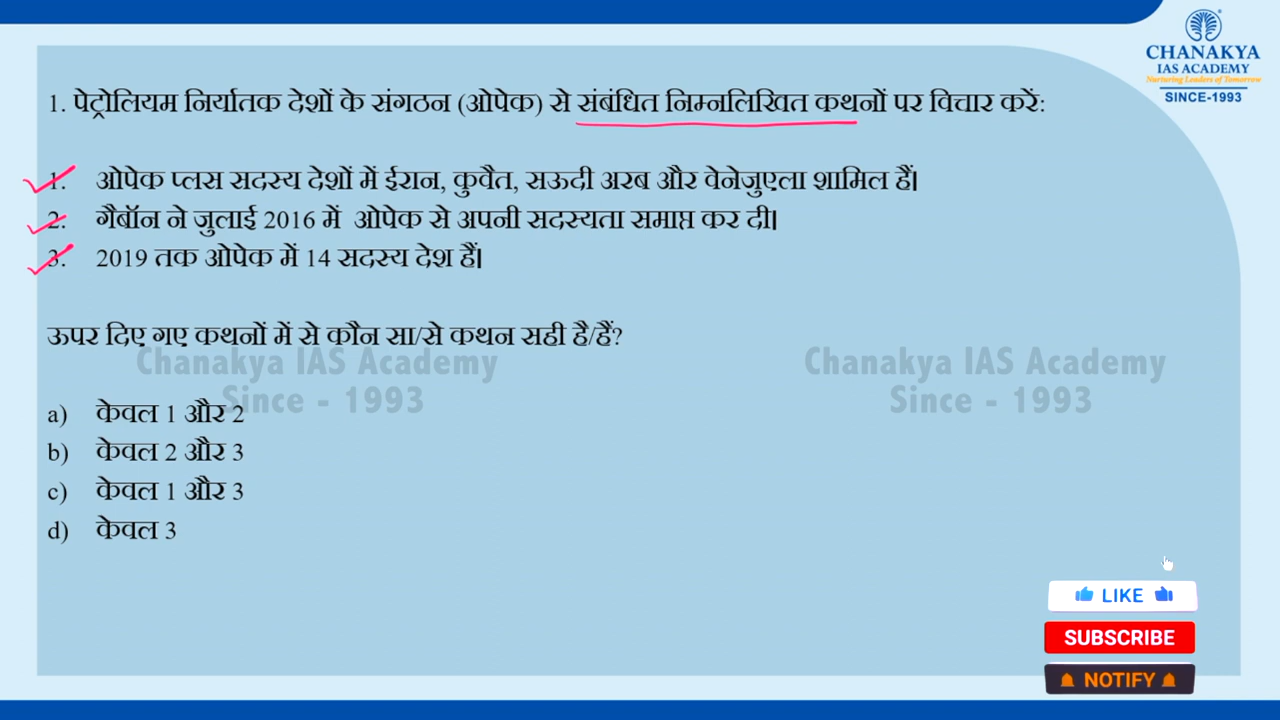 CHANAKYA
IAS ACADEMY
Nurturing Leaders of Tomorrow
SINCE-1993
1. पेट्रोलियम निर्यातक देशों के संगठन (ओपेक) से संबंधित निम्नलिखित कथनों पर विचार करें:
1. ओपेक प्लस सदस्य देशों में ईरान, कुवैत, सऊदी अरब और वेनेजुएला शामिल हैं।
2. गैबॉन ने जुलाई 2016 में ओपेक से अपनी सदस्यता समाप्त कर दी।
3. 2019 तक ओपेक में 14 सदस्य देश हैं।
ऊपर दिए गए कथनों में से कौन सा/से कथन सही है/हैं?
Chanakya IAS Academy
Since - 1993
Chanakya IAS Academy
Since - 1993
a) केवल 1 और 2
b) केवल 2 और 3
c) केवल 1 और 3
d) केवल 3
LIKE
SUBSCRIBE
NOTIFY